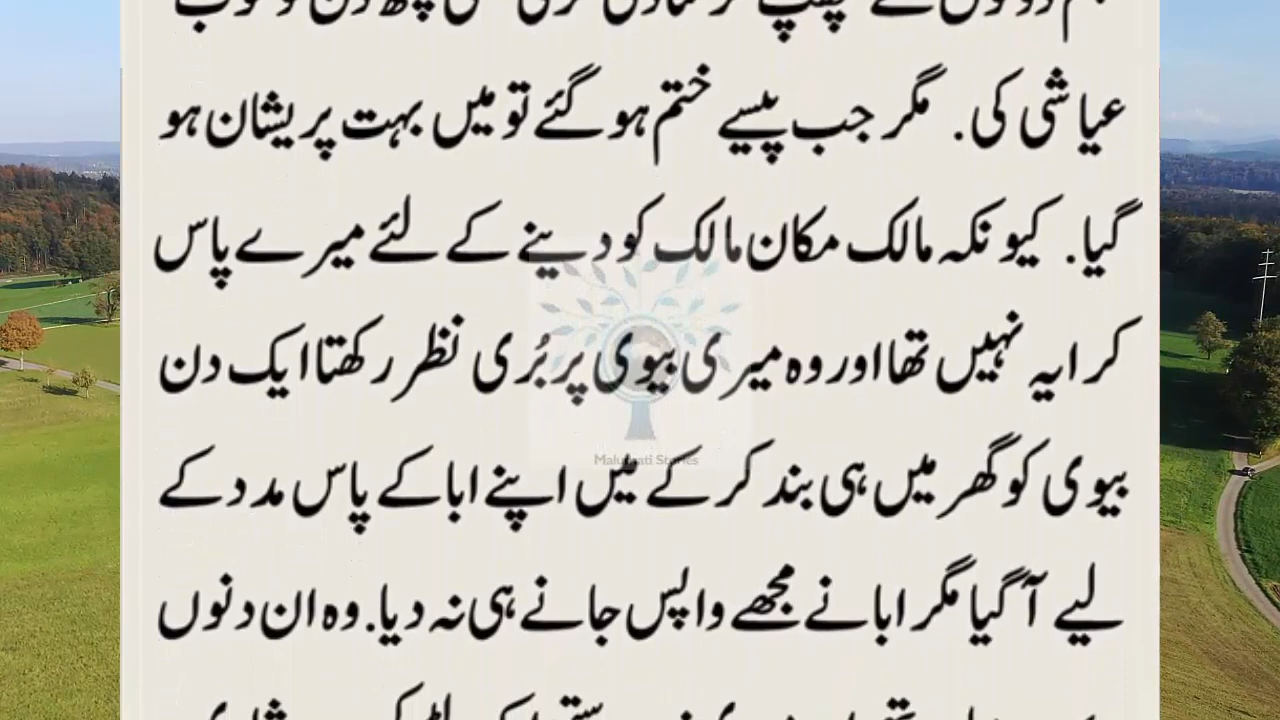 عیاشی کی. مگر جب پیسے ختم ہو گئے تو میں بہت پریشان ہو
گیا. کیونکہ مالک مکان مالک کو دینے کے لئے میرے پاس
کرایہ نہیں تھا اور وہ میری بیوی پر بُری نظر رکھتا ایک دن
بیوی کو گھر میں ہی بند کر کے میں اپنے ابا کے پاس مدد کے
لیے آ گیا مگر ابا نے مجھے واپس جانے ہی نہ دیا. وہ ان دنوں